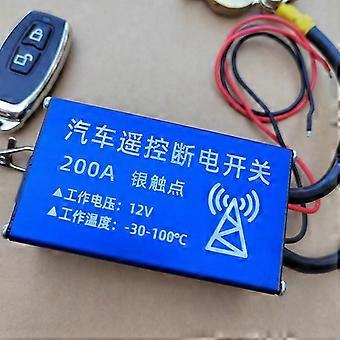 汽车遥控断电开关
200A 银触点
▲工作电压: 12V
▲工作温度: -30-100℃